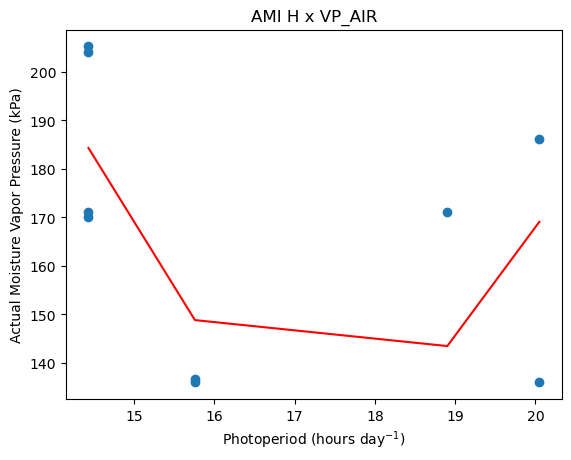 AMI H x VP_AIR
Actual Moisture Vapor Pressure (kPa)
200
190
180
170
160
150
140
15 16 17 18 19 20
Photoperiod (hours day⁻¹)